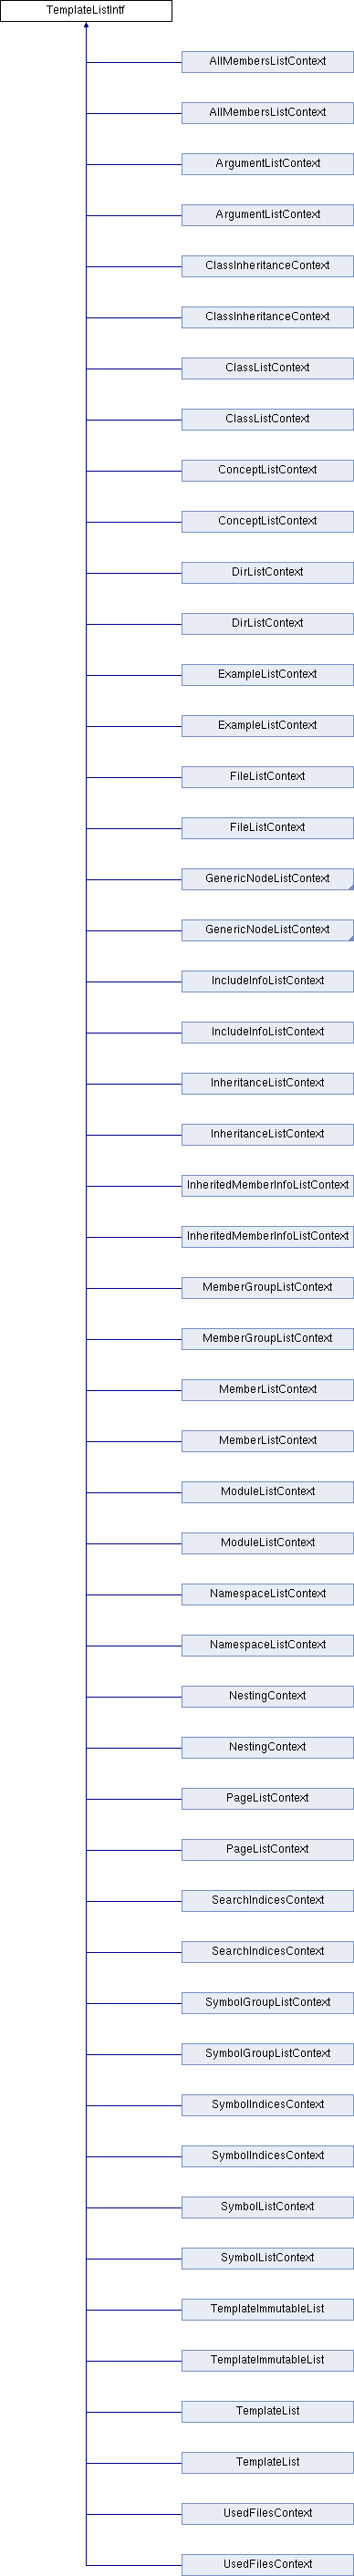 TemplateListIntf
AllMembersListContext
AllMembersListContext
ArgumentListContext
ArgumentListContext
ClassInheritanceContext
ClassInheritanceContext
ClassListContext
ClassListContext
ConceptListContext
ConceptListContext
DirListContext
DirListContext
ExampleListContext
ExampleListContext
FileListContext
FileListContext
GenericNodeListContext
GenericNodeListContext
IncludeInfoListContext
IncludeInfoListContext
InheritanceListContext
InheritanceListContext
InheritedMemberInfoListContext
InheritedMemberInfoListContext
MemberGroupListContext
MemberGroupListContext
MemberListContext
MemberListContext
ModuleListContext
ModuleListContext
NamespaceListContext
NamespaceListContext
NestingContext
NestingContext
PageListContext
PageListContext
SearchIndicesContext
SearchIndicesContext
SymbolGroupListContext
SymbolGroupListContext
SymbolIndicesContext
SymbolIndicesContext
SymbolListContext
SymbolListContext
TemplateImmutableList
TemplateImmutableList
TemplateList
TemplateList
UsedFilesContext
UsedFilesContext